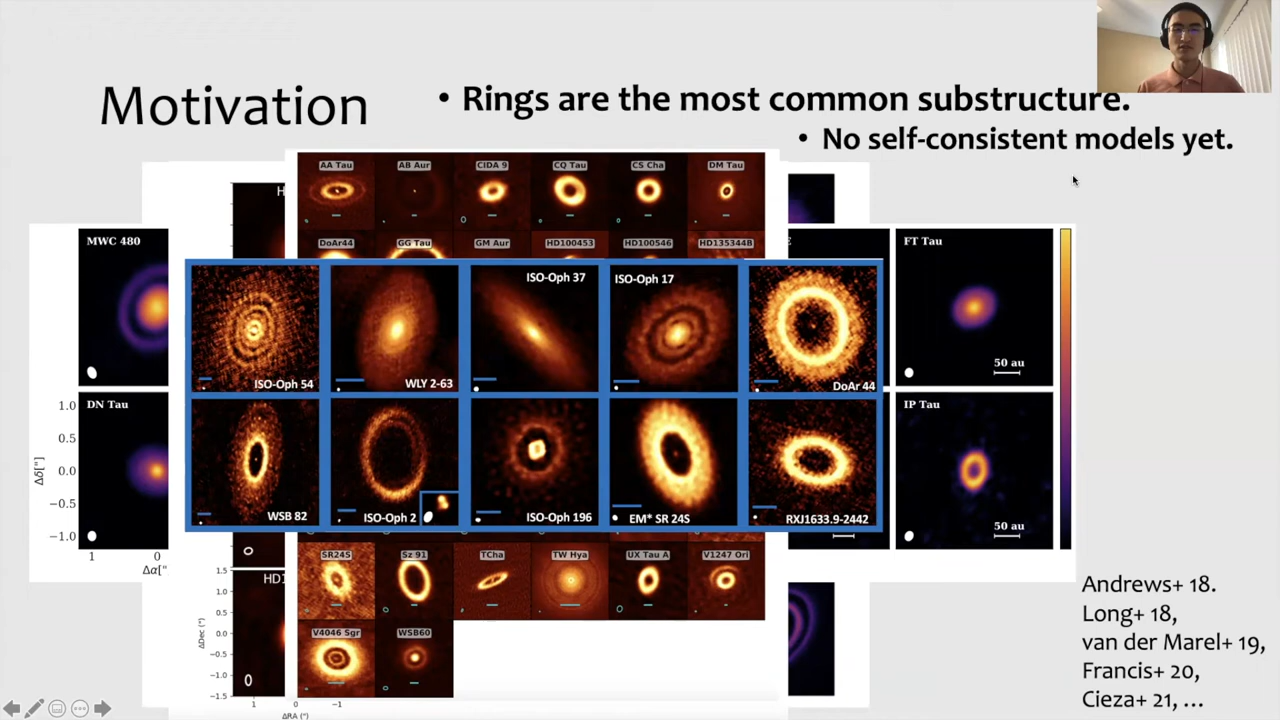 Motivation
• Rings are the most common substructure.
• No self-consistent models yet.
AA Tau
AB Aur
CIDA 9
CQ Tau
CS Cha
DM Tau
DoAr44
GG Tau
GM Aur
HD100453
HD100546
HD135344B
MWC 480
FT Tau
50 au
ISO-Oph 54
WLY 2-63
ISO-Oph 37
ISO-Oph 17
DoAr 44
DN Tau
IP Tau
50 au
WSB 82
ISO-Oph 2
ISO-Oph 196
EM* SR 24S
RXJ1633.9-2442
1.0
0.5
0.0
−0.5
−1.0
Δδ["]
1
0
Δα["]
SR24S
Sz 91
TCha
TW Hya
UX Tau A
V1247 Ori
V4046 Sgr
WSB60
HD1
1.5
1.0
0.5
0.0
−0.5
−1.0
−1.5
ΔDec (")
1
0
−1
ΔRA (")
Andrews+ 18.
Long+ 18,
van der Marel+ 19,
Francis+ 20,
Cieza+ 21, ...